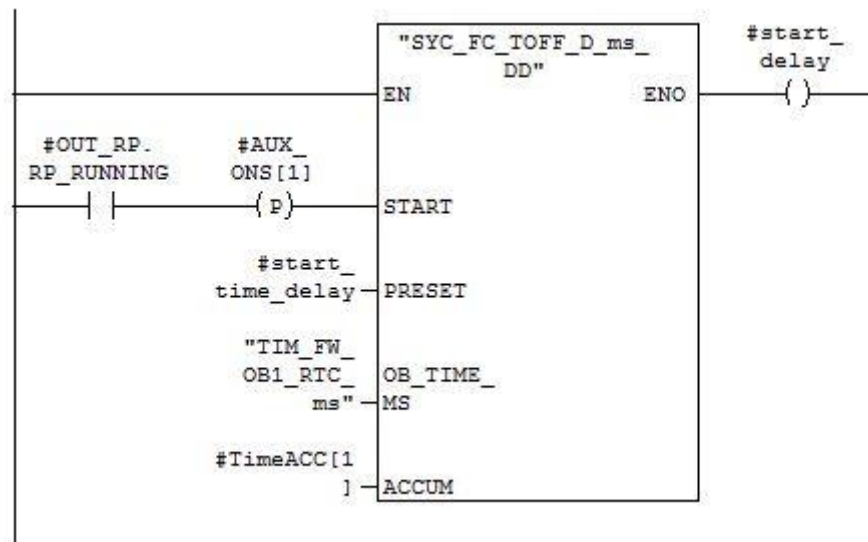 "SYC_FC_TOFF_D_ms_
DD"
#start_
delay
EN
ENO
#OUT_RP.
RP_RUNNING
#AUX_
ONS[1]
P
START
#start_
time_delay
PRESET
"TIM_FW_
OB1_RTC_
ms"
OB_TIME_
MS
#TimeACC[1
]
ACCUM